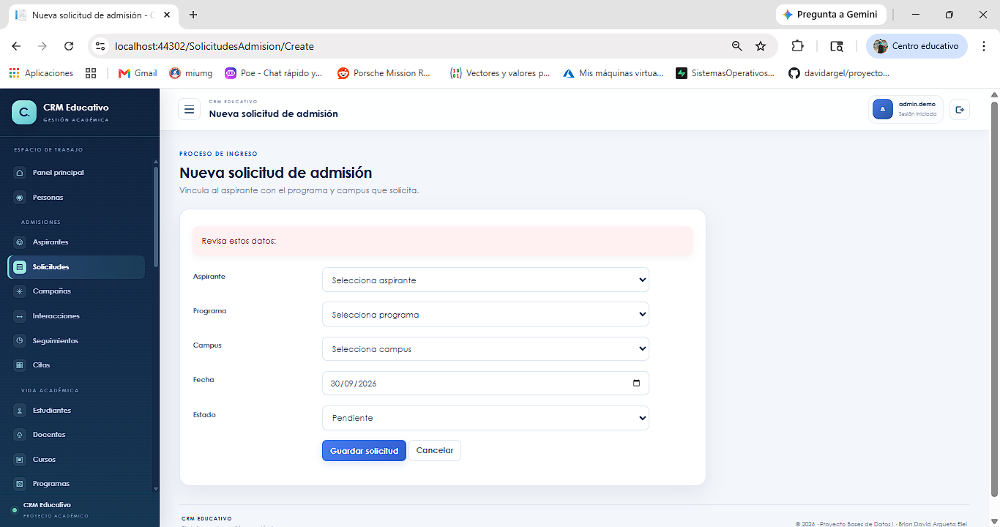 Nueva solicitud de admisión - C
Pregunta a Gemini
localhost:44302/SolicitudesAdmision/Create
Centro educativo
Aplicaciones
Gmail
miumg
Poe - Chat rápido y...
Porsche Mission R...
Vectores y valores p...
Mis máquinas virtua...
SistemasOperativos...
davidargel/proyecto...
C.
CRM Educativo
GESTIÓN ACADÉMICA
ESPACIO DE TRABAJO
Panel principal
Personas
ADMISIONES
Aspirantes
Solicitudes
Campañas
Interacciones
Seguimientos
Citas
VIDA ACADÉMICA
Estudiantes
Docentes
Cursos
Programas
CRM Educativo
PROYECTO ACADÉMICO
CRM EDUCATIVO
Nueva solicitud de admisión
A
admin.demo
Sesión iniciada
PROCESO DE INGRESO
Nueva solicitud de admisión
Vincula al aspirante con el programa y campus que solicita.
Revisa estos datos:
Aspirante
Selecciona aspirante
Programa
Selecciona programa
Campus
Selecciona campus
Fecha
30/09/2026
Estado
Pendiente
Guardar solicitud
Cancelar
CRM EDUCATIVO
© 2026 · Proyecto Bases de Datos I · Brian David Argueta Elel